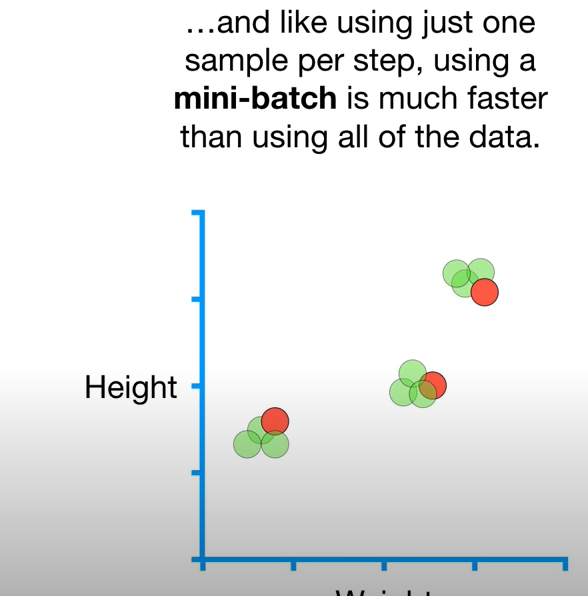 …and like using just one
sample per step, using a
mini-batch is much faster
than using all of the data.
Height